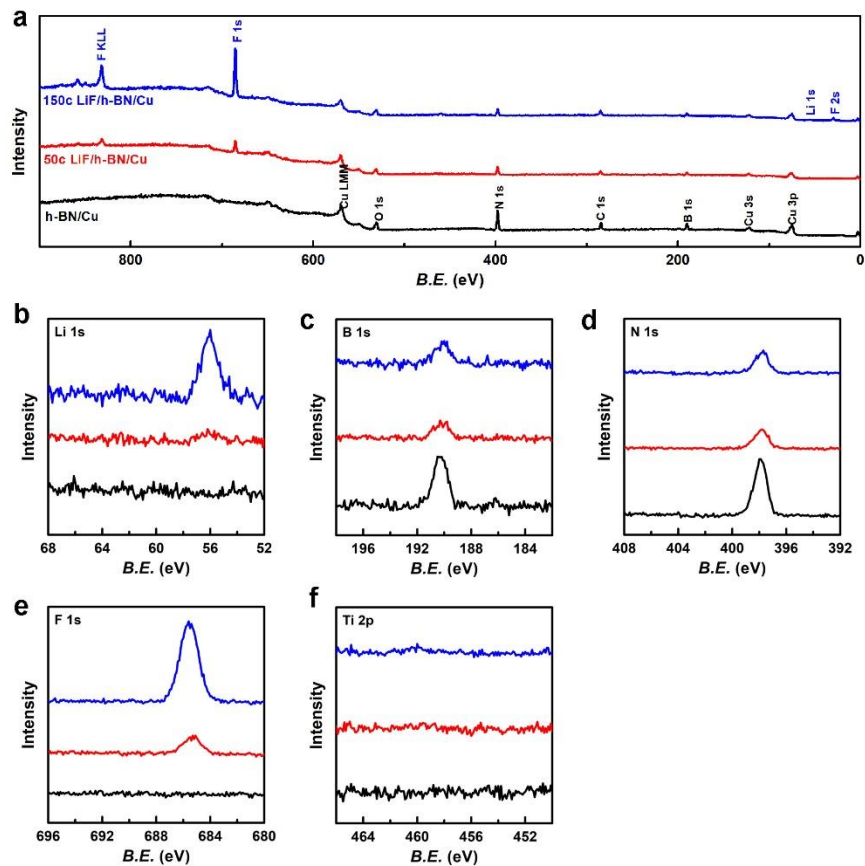 a
F KLL
F 1s
150c LiF/h-BN/Cu
Li 1s
F 2s
50c LiF/h-BN/Cu
h-BN/Cu
Cu LMM
O 1s
N 1s
C 1s
B 1s
Cu 3s
Cu 3p
Intensity
800 600 400 200 0
B.E. (eV)
b
Li 1s
Intensity
68 64 60 56 52
B.E. (eV)
c
B 1s
Intensity
196 190 184 182
B.E. (eV)
d
N 1s
Intensity
408 404 400 396 392
B.E. (eV)
e
F 1s
Intensity
696 692 688 684 680
B.E. (eV)
f
Ti 2p
Intensity
464 460 456 452
B.E. (eV)